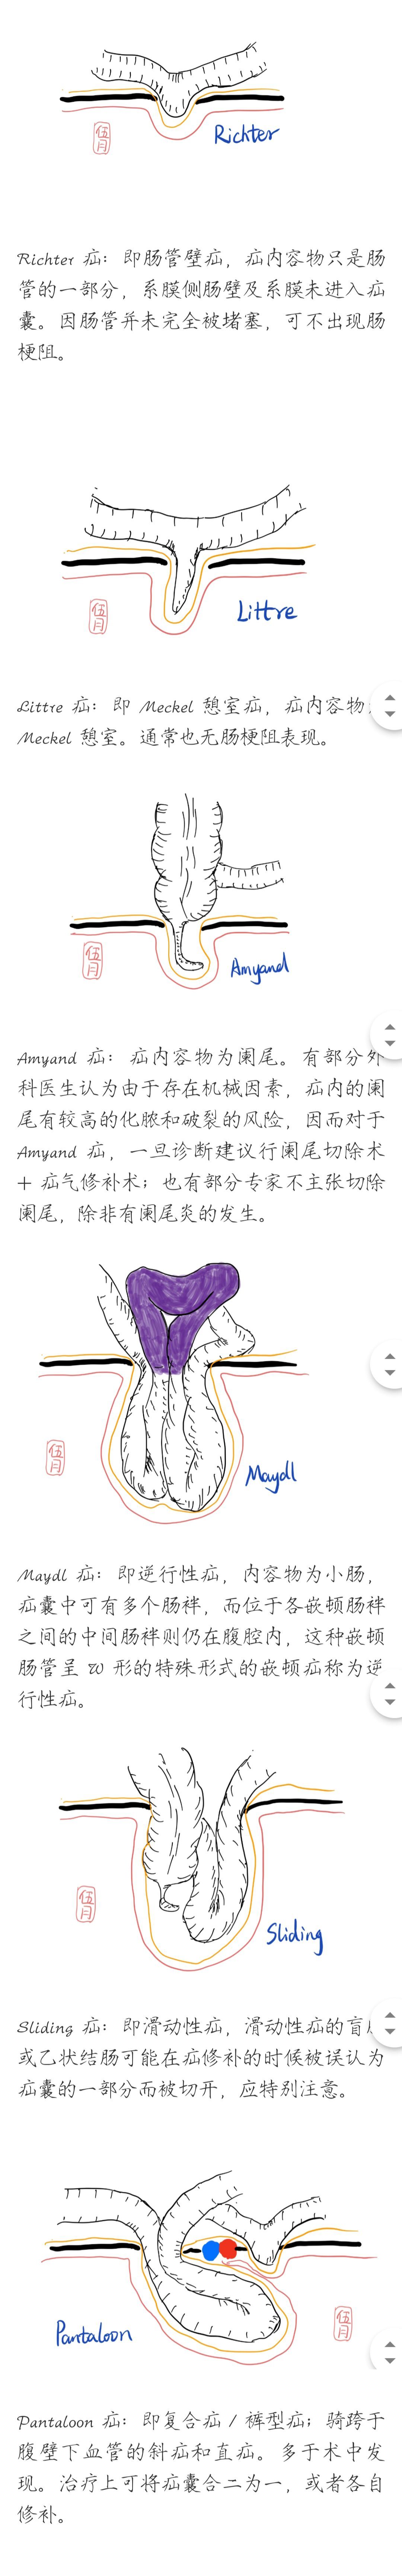 伍月
Richter
Richter 疝：即肠管壁疝，疝内容物只是肠
管的一部分，系膜侧肠壁及系膜未进入疝
囊。因肠管并未完全被堵塞，可不出现肠
梗阻。
伍月
Littre
Littre 疝：即 Meckel 憩室疝，疝内容物
Meckel 憩室。通常也无肠梗阻表现。
伍月
Amyand
Amyand 疝：疝内容物为阑尾。有部分外
科医生认为由于存在机械因素，疝内的阑
尾有较高的化脓和破裂的风险，因而对于
Amyand 疝，一旦诊断建议行阑尾切除术
+ 疝气修补术；也有部分专家不主张切除
阑尾，除非有阑尾炎的发生。
伍月
Maydl
Maydl 疝：即逆行性疝，内容物为小肠，
疝囊中可有多个肠袢，而位于各嵌顿肠袢
之间的中间肠袢则仍在腹腔内，这种嵌顿
肠管呈 W 形的特殊形式的嵌顿疝称为逆
行性疝。
伍月
Sliding
Sliding 疝：即滑动性疝，滑动性疝的盲
或乙状结肠可能在疝修补的时候被误认为
疝囊的一部分而被切开，应特别注意。
Pantaloon
伍月
Pantaloon 疝：即复合疝 / 裤型疝；骑跨于
腹壁下血管的斜疝和直疝。多于术中发
现。治疗上可将疝囊合二为一，或者各自
修补。